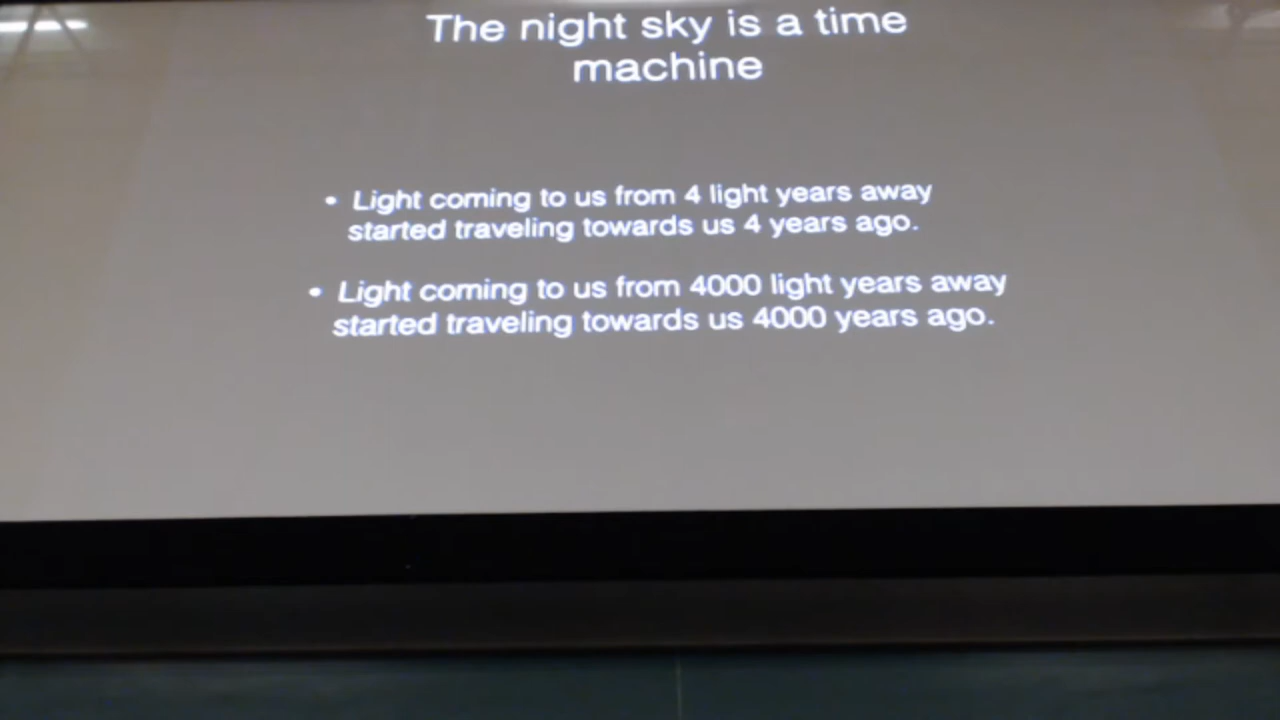 The night sky is a time
machine
• Light coming to us from 4 light years away
started traveling towards us 4 years ago.
• Light coming to us from 4000 light years away
started traveling towards us 4000 years ago.